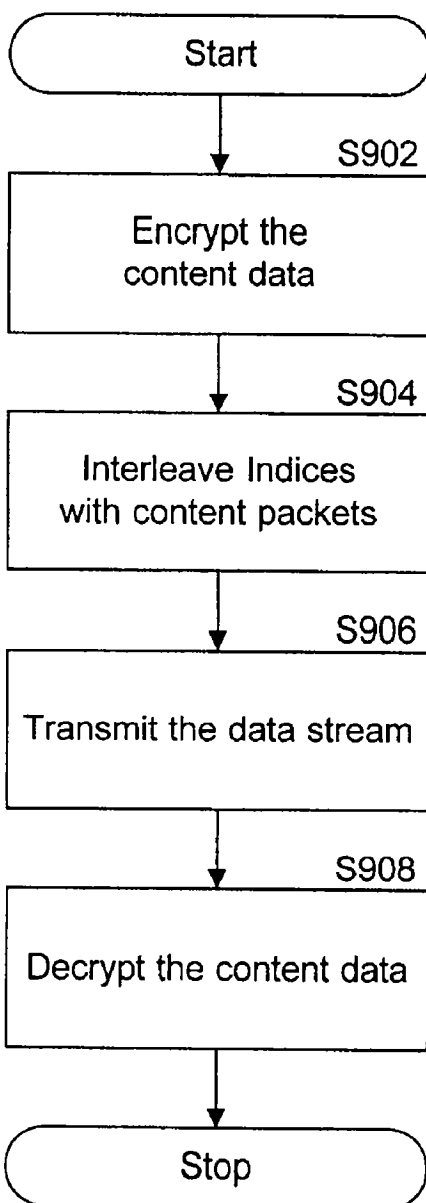 Start
S902
Encrypt the
content data
S904
Interleave Indices
with content packets
S906
Transmit the data stream
S908
Decrypt the content data
Stop